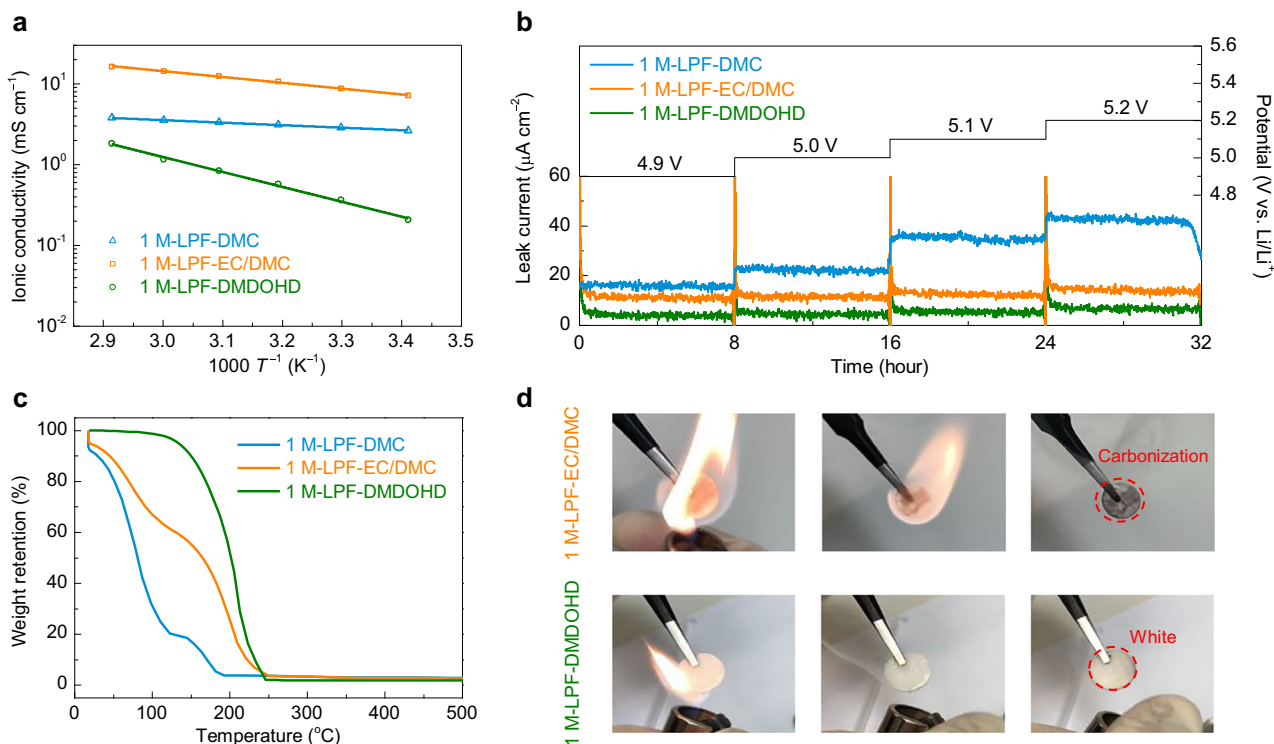 a
Ionic conductivity (mS cm⁻¹)
10¹
10⁰
10⁻¹
10⁻²
1 M-LPF-DMC
1 M-LPF-EC/DMC
1 M-LPF-DMDOHD
2.9 3.0 3.1 3.2 3.3 3.4 3.5
1000 T⁻¹ (K⁻¹)
b
1 M-LPF-DMC
1 M-LPF-EC/DMC
1 M-LPF-DMDOHD
Leak current (μA cm⁻²)
60
40
20
0
4.9 V
5.0 V
5.1 V
5.2 V
5.6
5.4
5.2
5.0
4.8
Potential (V vs. Li/Li⁺)
0 8 16 24 32
Time (hour)
c
Weight retention (%)
100
80
60
40
20
0
1 M-LPF-DMC
1 M-LPF-EC/DMC
1 M-LPF-DMDOHD
0 100 200 300 400 500
Temperature (°C)
d
1 M-LPF-EC/DMC
Carbonization
1 M-LPF-DMDOHD
White